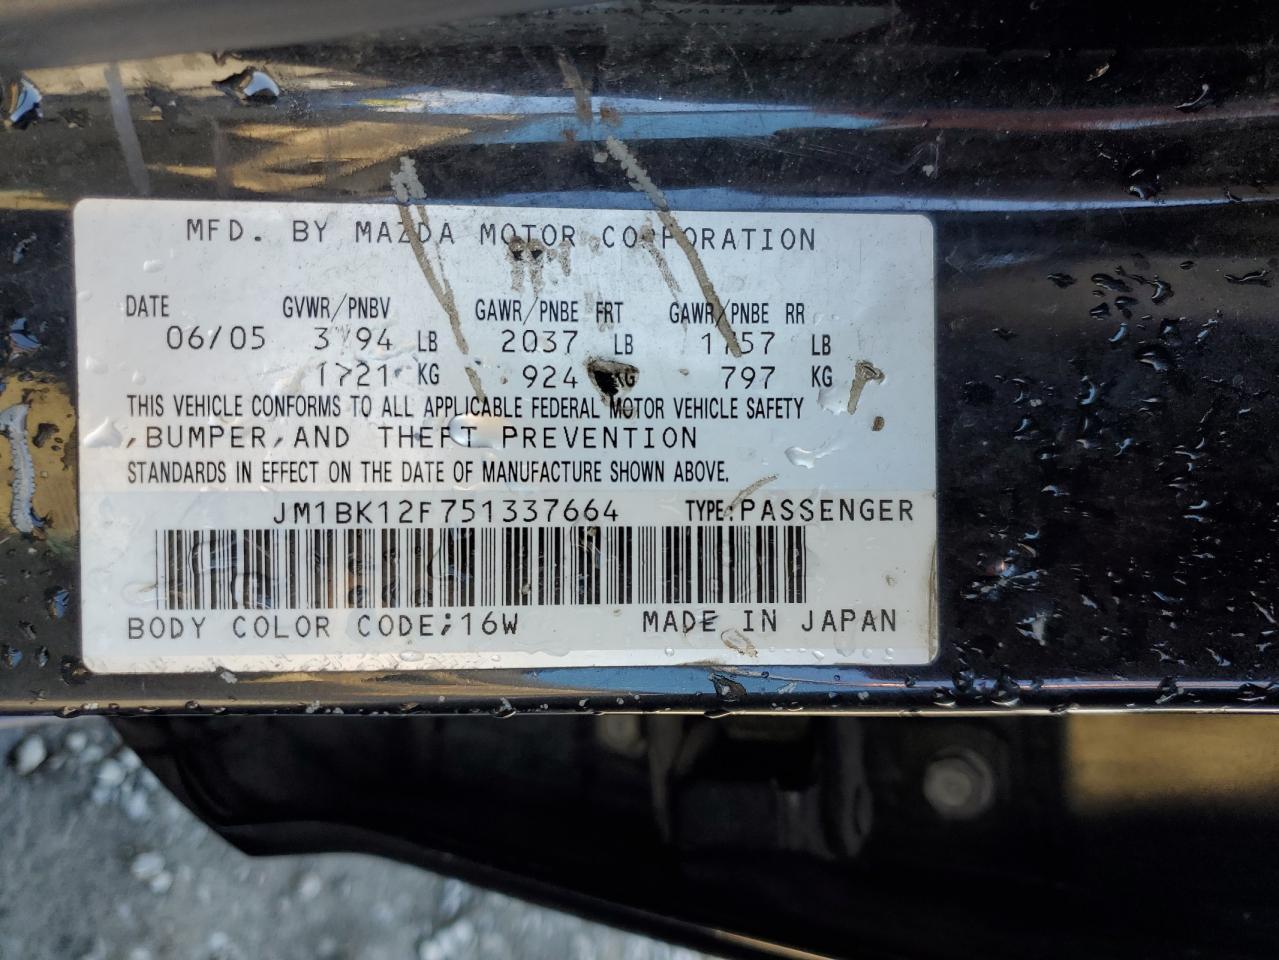 MFD. BY MAZDA MOTOR CORPORATION
DATE GVWR/PNBV GAWR/PNBE FRT GAWR/PNBE RR
06/05 3794 LB 2037 LB 1757 LB
1721 KG 924 KG 797 KG
THIS VEHICLE CONFORMS TO ALL APPLICABLE FEDERAL MOTOR VEHICLE SAFETY
,BUMPER,AND THEFT PREVENTION
STANDARDS IN EFFECT ON THE DATE OF MANUFACTURE SHOWN ABOVE.
JM1BK12F751337664 TYPE:PASSENGER
BODY COLOR CODE;16W MADE IN JAPAN